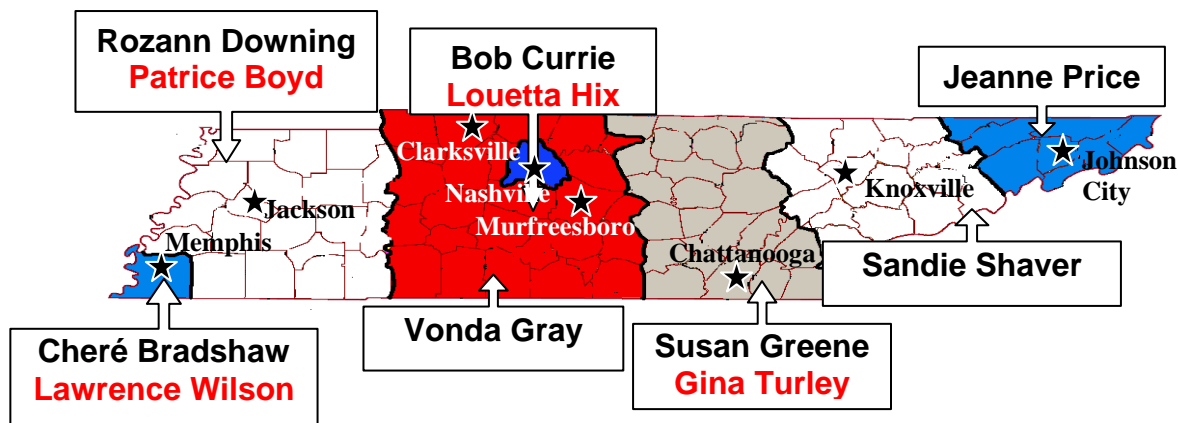 Rozann Downing
Patrice Boyd
Bob Currie
Louetta Hix
Jeanne Price
Clarksville
Nashville
Murfreesboro
Jackson
Memphis
Chattanooga
Knoxville
Johnson
City
Sandie Shaver
Vonda Gray
Susan Greene
Gina Turley
Cheré Bradshaw
Lawrence Wilson